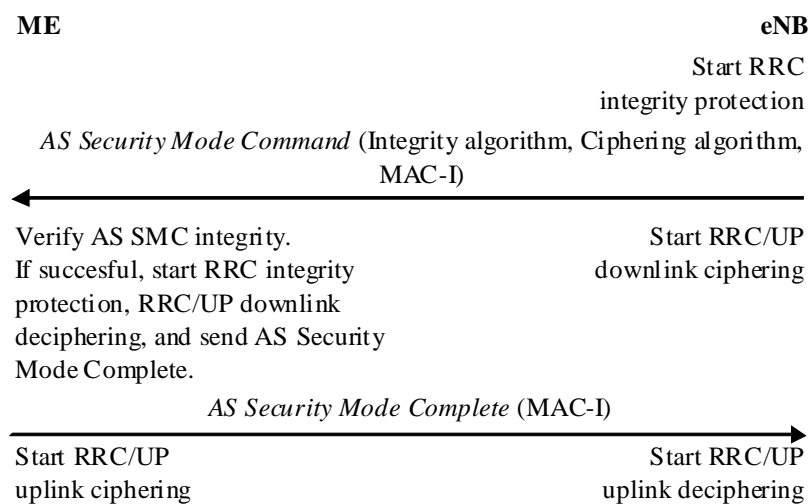 ME
eNB
Start RRC
integrity protection
AS Security Mode Command (Integrity algorithm, Ciphering algorithm,
MAC-I)
Verify AS SMC integrity.
If succesful, start RRC integrity
protection, RRC/UP downlink
deciphering, and send AS Security
Mode Complete.
Start RRC/UP
downlink ciphering
AS Security Mode Complete (MAC-I)
Start RRC/UP
uplink ciphering
Start RRC/UP
uplink deciphering